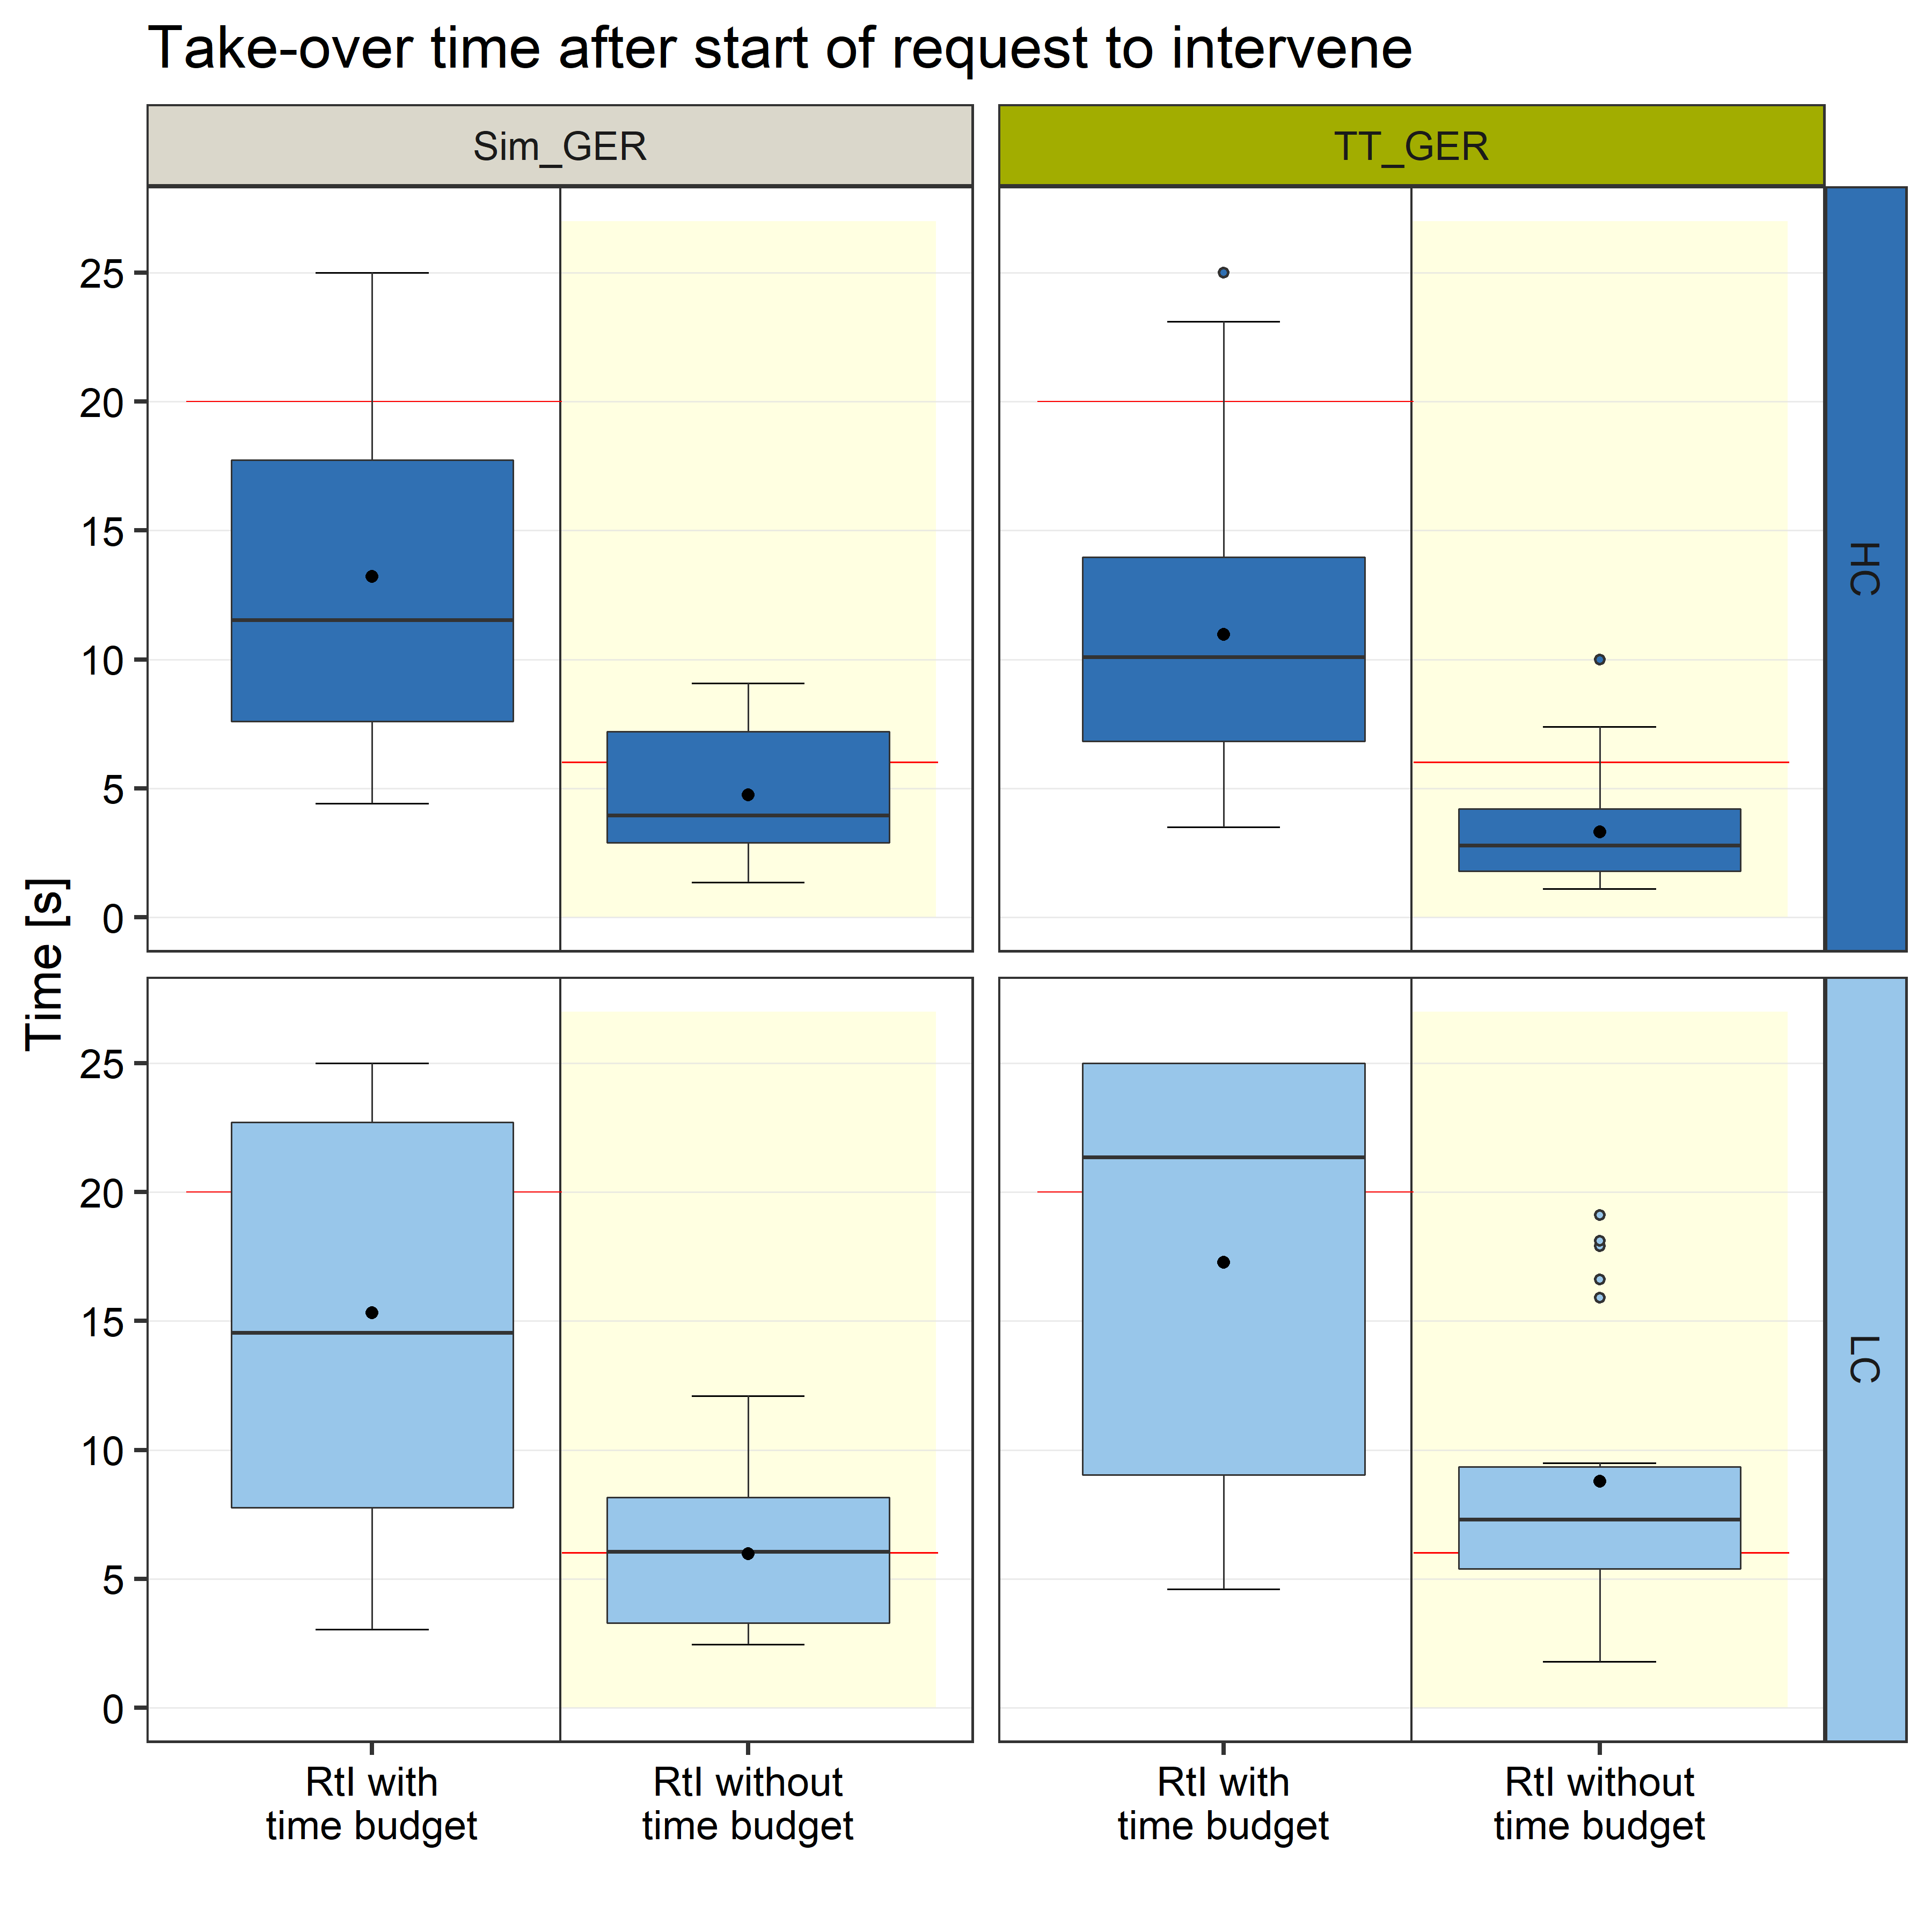 Take-over time after start of request to intervene
Sim_GER
TT_GER
Time [s]
25
20
15
10
5
0
HC
25
20
15
10
5
0
LC
RtI with
time budget
RtI without
time budget
RtI with
time budget
RtI without
time budget